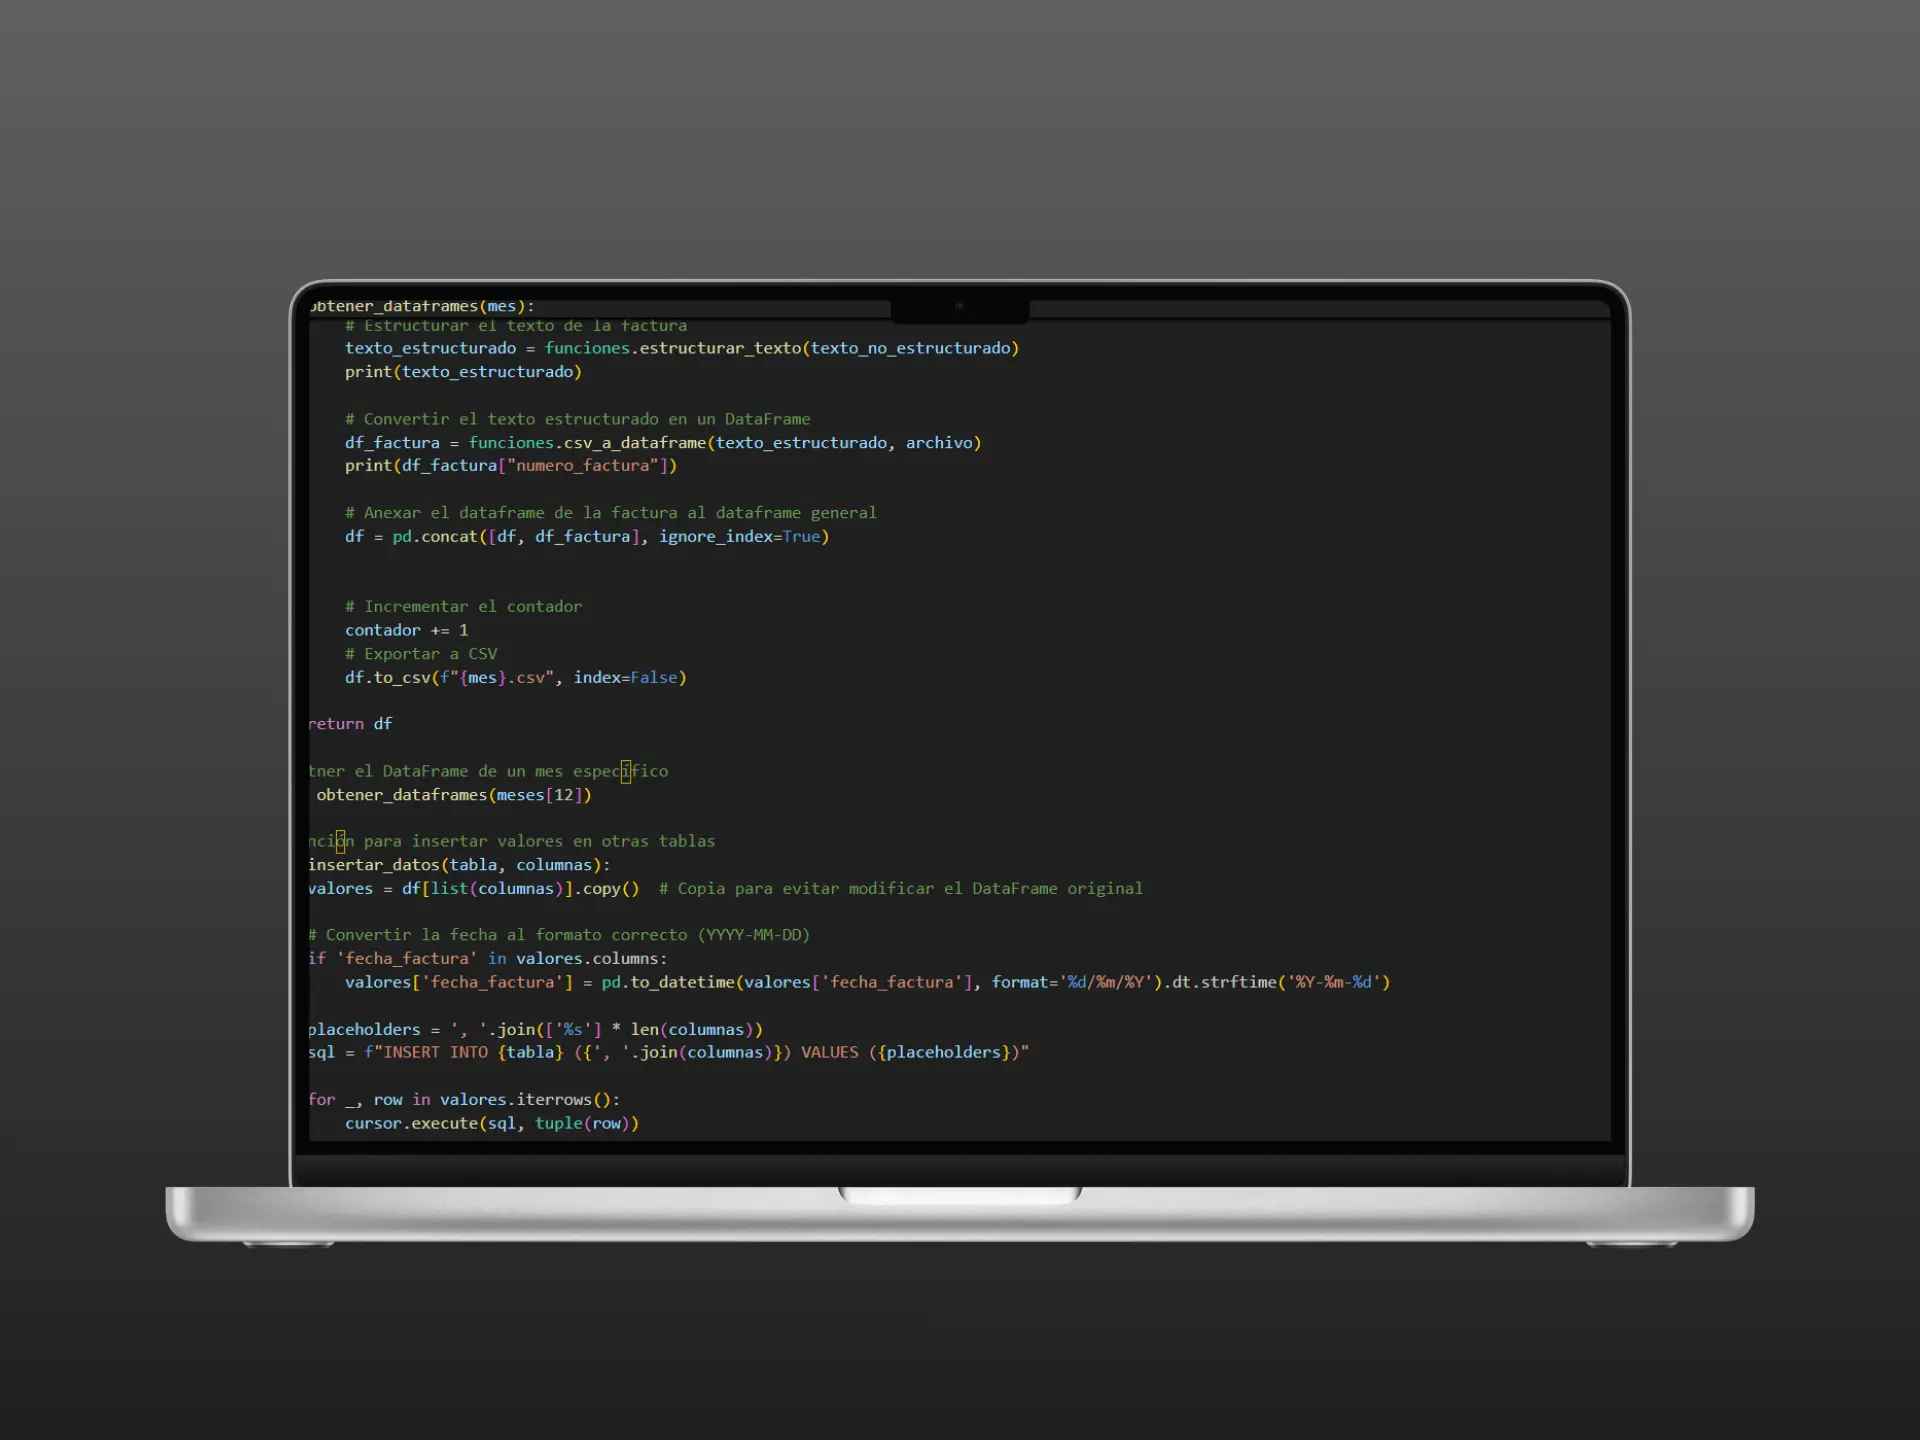 obtener_dataframes(mes):
# Estructurar el texto de la factura
texto_estructurado = funciones.estructurar_texto(texto_no_estructurado)
print(texto_estructurado)
# Convertir el texto estructurado en un DataFrame
df_factura = funciones.csv_a_dataframe(texto_estructurado, archivo)
print(df_factura["numero_factura"])
# Anexar el dataframe de la factura al dataframe general
df = pd.concat([df, df_factura], ignore_index=True)
# Incrementar el contador
contador += 1
# Exportar a CSV
df.to_csv(f"{mes}.csv", index=False)
return df
tner el DataFrame de un mes específico
obtener_dataframes(meses[12])
nción para insertar valores en otras tablas
insertar_datos(tabla, columnas):
valores = df[list(columnas)].copy()  # Copia para evitar modificar el DataFrame original
# Convertir la fecha al formato correcto (YYYY-MM-DD)
if 'fecha_factura' in valores.columns:
valores['fecha_factura'] = pd.to_datetime(valores['fecha_factura'], format='%d/%m/%Y').dt.strftime('%Y-%m-%d')
placeholders = ', '.join(['%s'] * len(columnas))
sql = f"INSERT INTO {tabla} ({', '.join(columnas)}) VALUES ({placeholders})"
for _, row in valores.iterrows():
cursor.execute(sql, tuple(row))